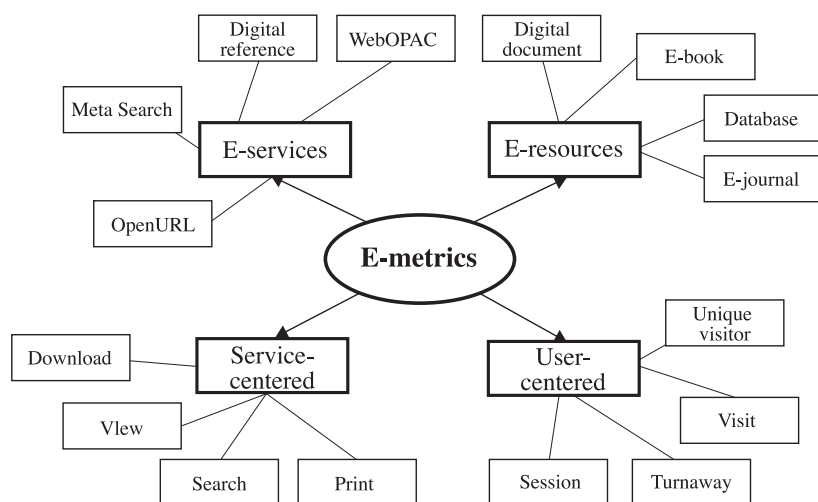 Digital
reference
WebOPAC
Digital
document
E-book
Meta Search
E-services
E-resources
Database
E-journal
OpenURL
E-metrics
Unique
visitor
Download
Service-
centered
User-
centered
Vlew
Visit
Search
Print
Session
Turnaway